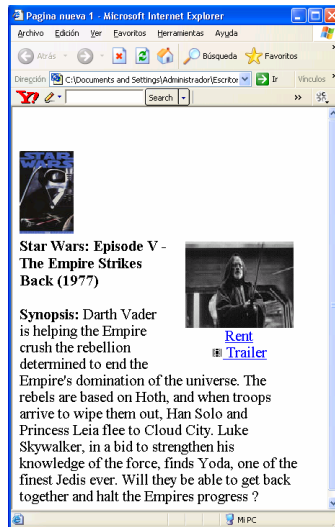 Pagina nueva 1 - Microsoft Internet Explorer
Archivo Edición Ver Favoritos Herramientas Ayuda
Atrás Búsqueda Favoritos
Dirección C:\Documents and Settings\Administrador\Escritor Ir Vínculos »
Y! Search »
STAR WARS
Star Wars: Episode V -
The Empire Strikes
Back (1977)
Rent
Trailer
Synopsis: Darth Vader
is helping the Empire
crush the rebellion
determined to end the
Empire's domination of the universe. The
rebels are based on Hoth, and when troops
arrive to wipe them out, Han Solo and
Princess Leia flee to Cloud City. Luke
Skywalker, in a bid to strengthen his
knowledge of the force, finds Yoda, one of the
finest Jedis ever. Will they be able to get back
together and halt the Empires progress ?
Mi PC